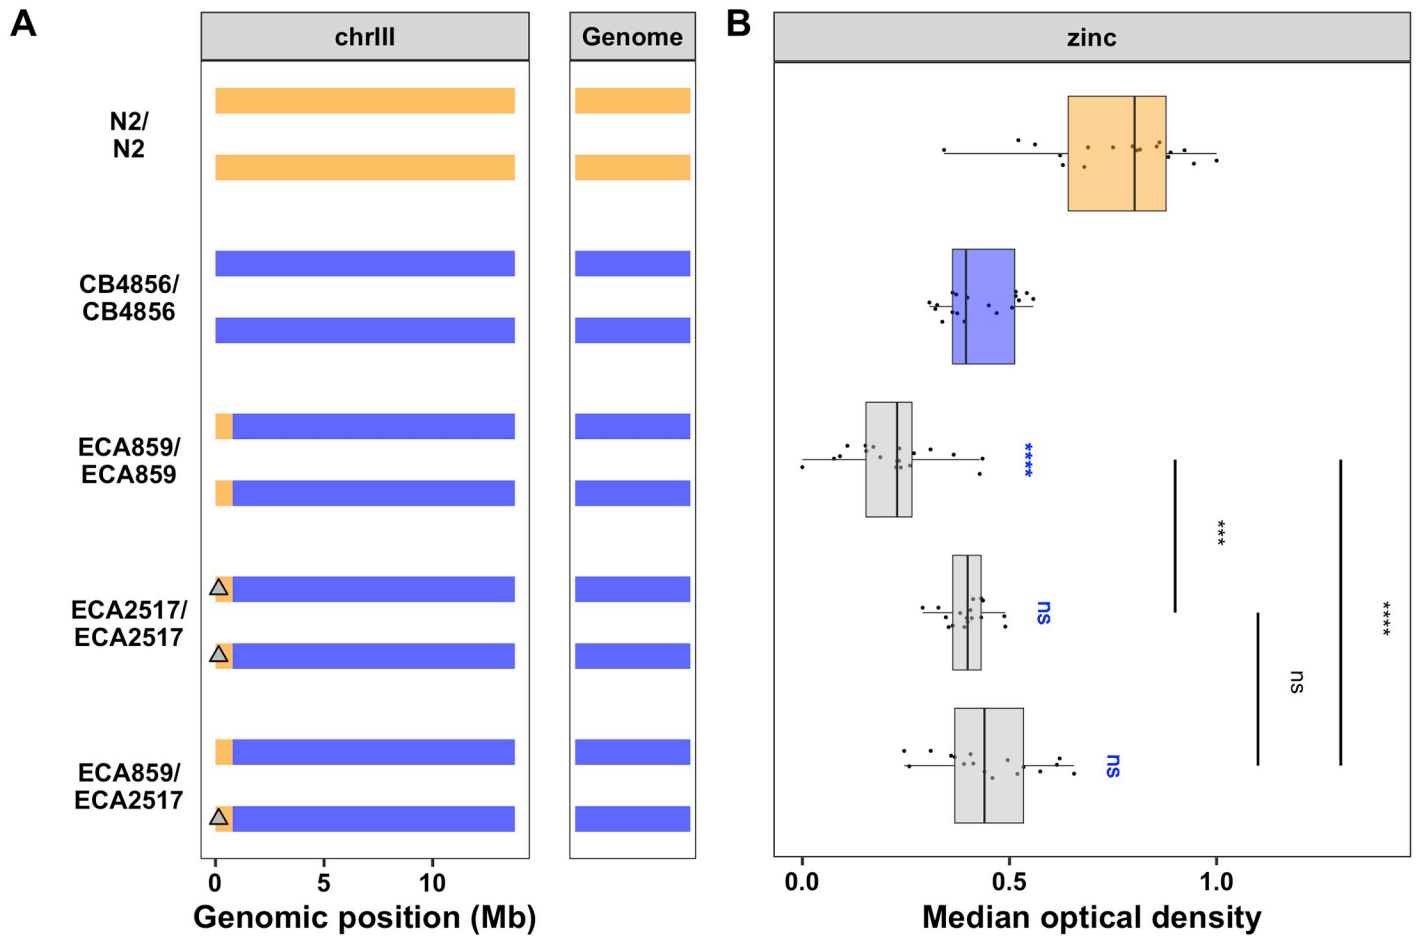 A
B
chrIII
Genome
zinc
N2/
N2
CB4856/
CB4856
ECA859/
ECA859
****
***
ECA2517/
ECA2517
ns
****
ns
ECA859/
ECA2517
ns
0
5
10
0.0
0.5
1.0
Genomic position (Mb)
Median optical density